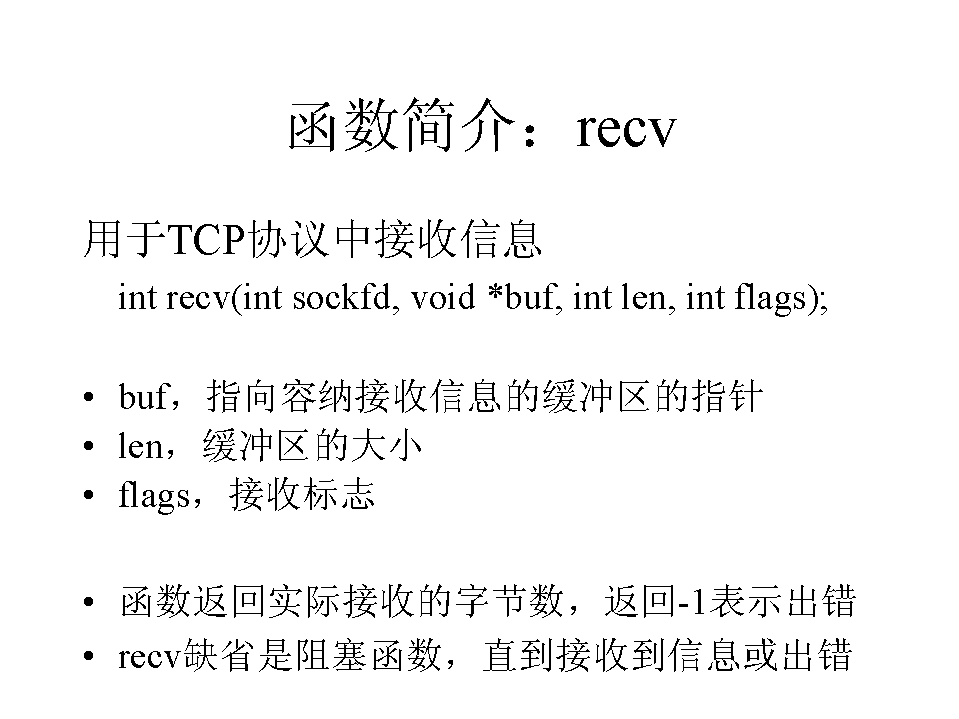 函数简介：recv
用于TCP协议中接收信息
int recv(int sockfd, void *buf, int len, int flags);
• buf，指向容纳接收信息的缓冲区的指针
• len，缓冲区的大小
• flags，接收标志
• 函数返回实际接收的字节数，返回-1表示出错
• recv缺省是阻塞函数，直到接收到信息或出错